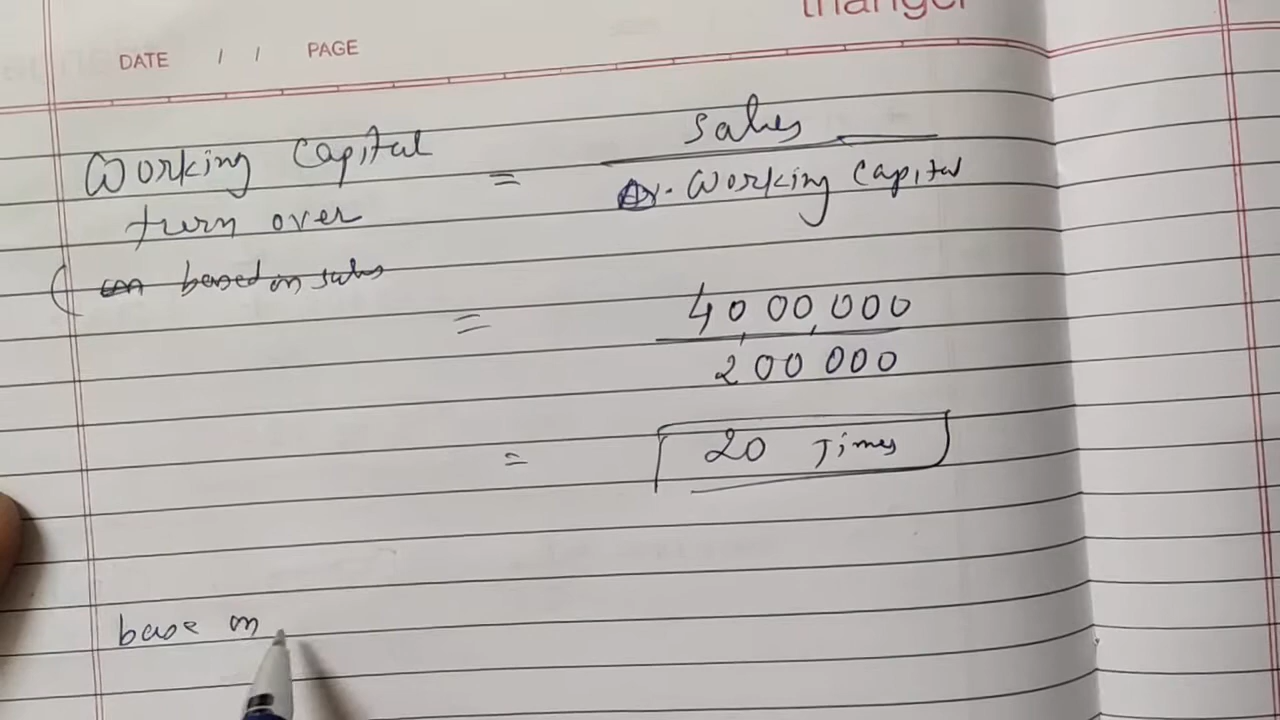 thangel
DATE / / PAGE
Working Capital turn over = Sales
Av. Working Capital
( based on sales
= 40,00,000
200000
= 20 Times
base on